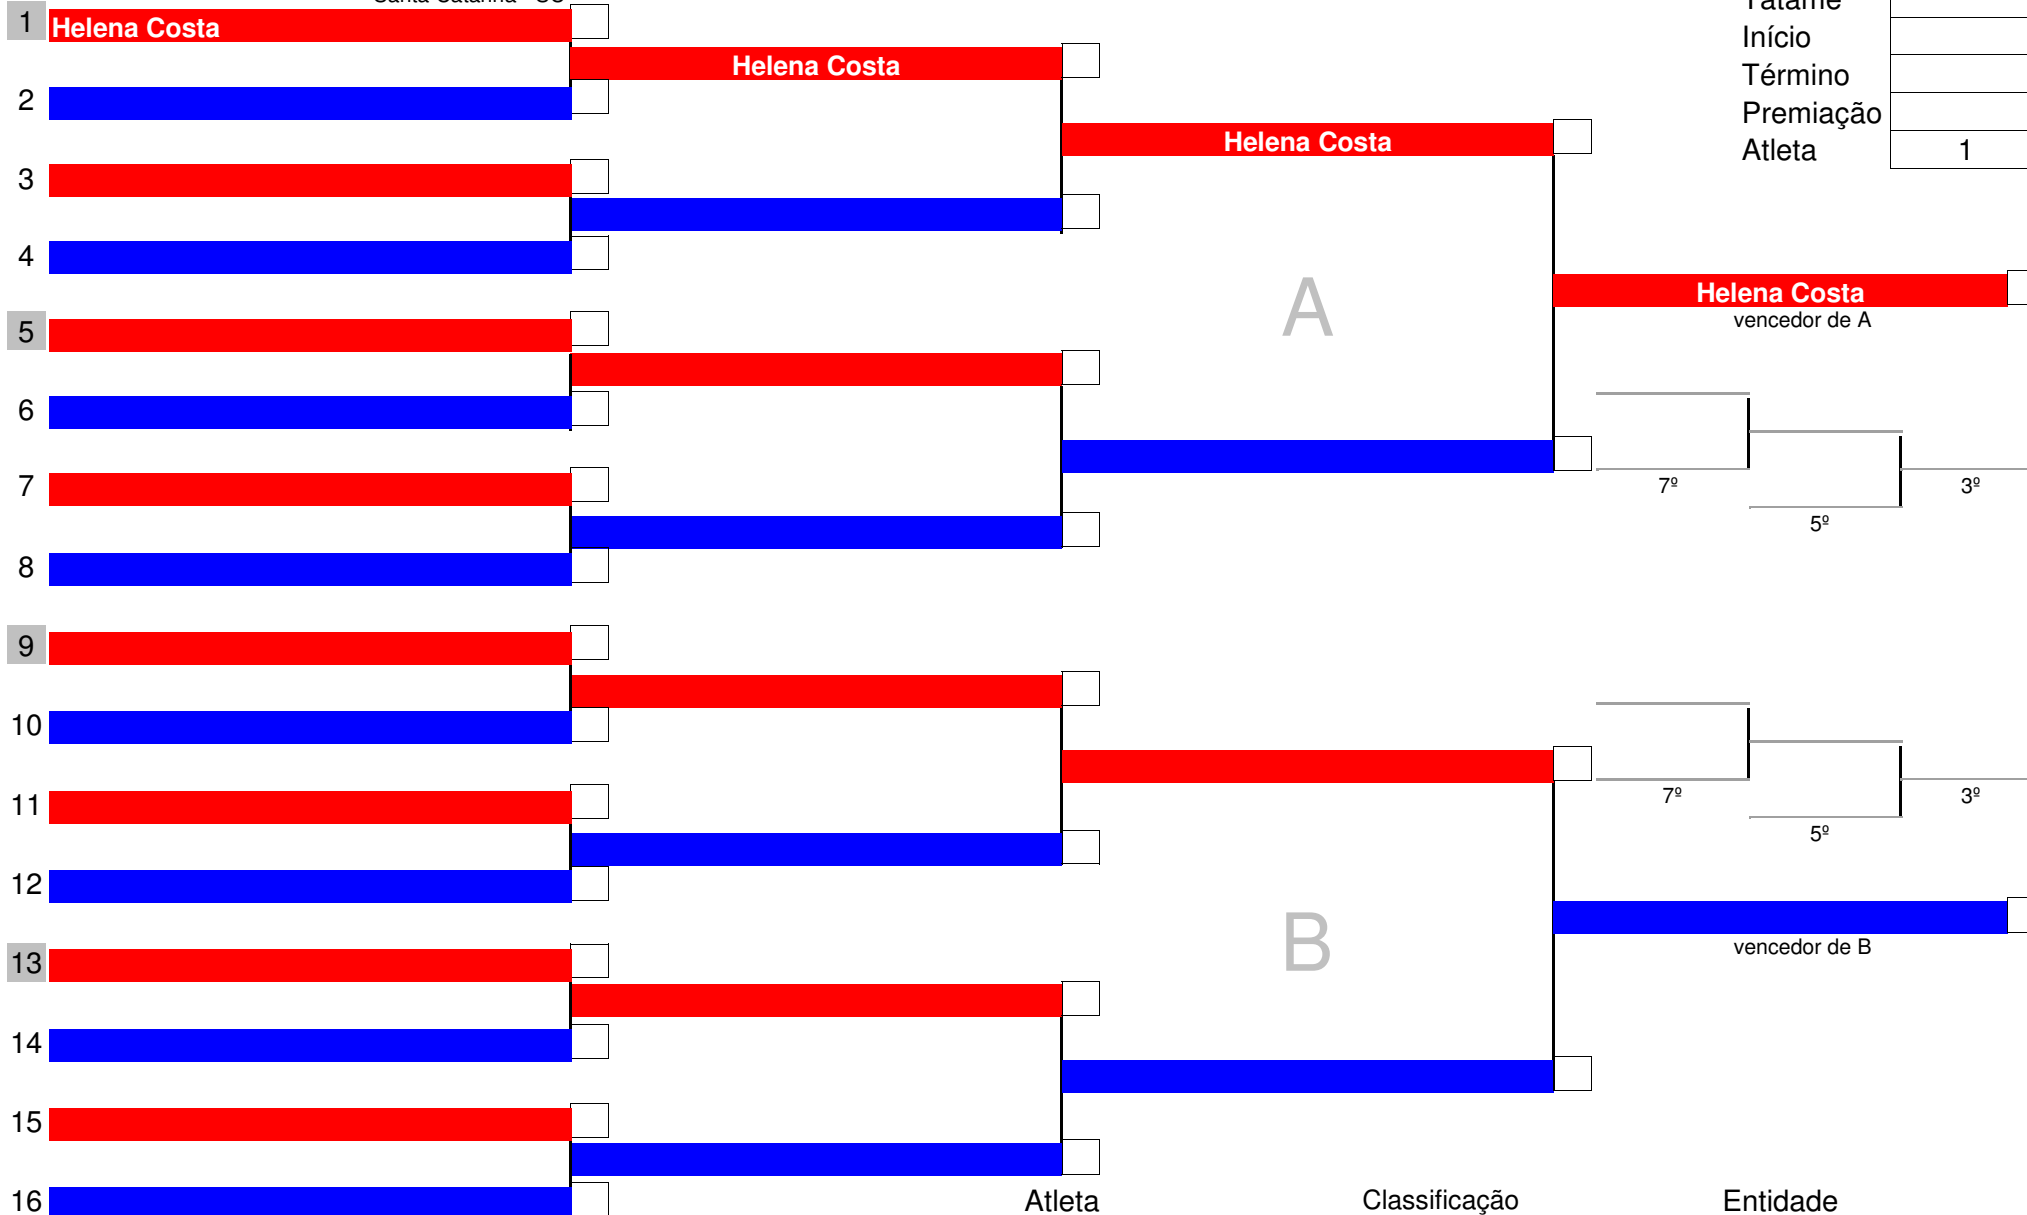 1 Helena Costa
Tatame
Início
Helena Costa
Término
2
Premiação
Helena Costa
Atleta 1
3
4
Helena Costa
A
vencedor de A
5
6
7
7º 3º
5º
8
9
10
11
7º 3º
5º
12
B
vencedor de B
13
14
15
16
Atleta Classificação Entidade